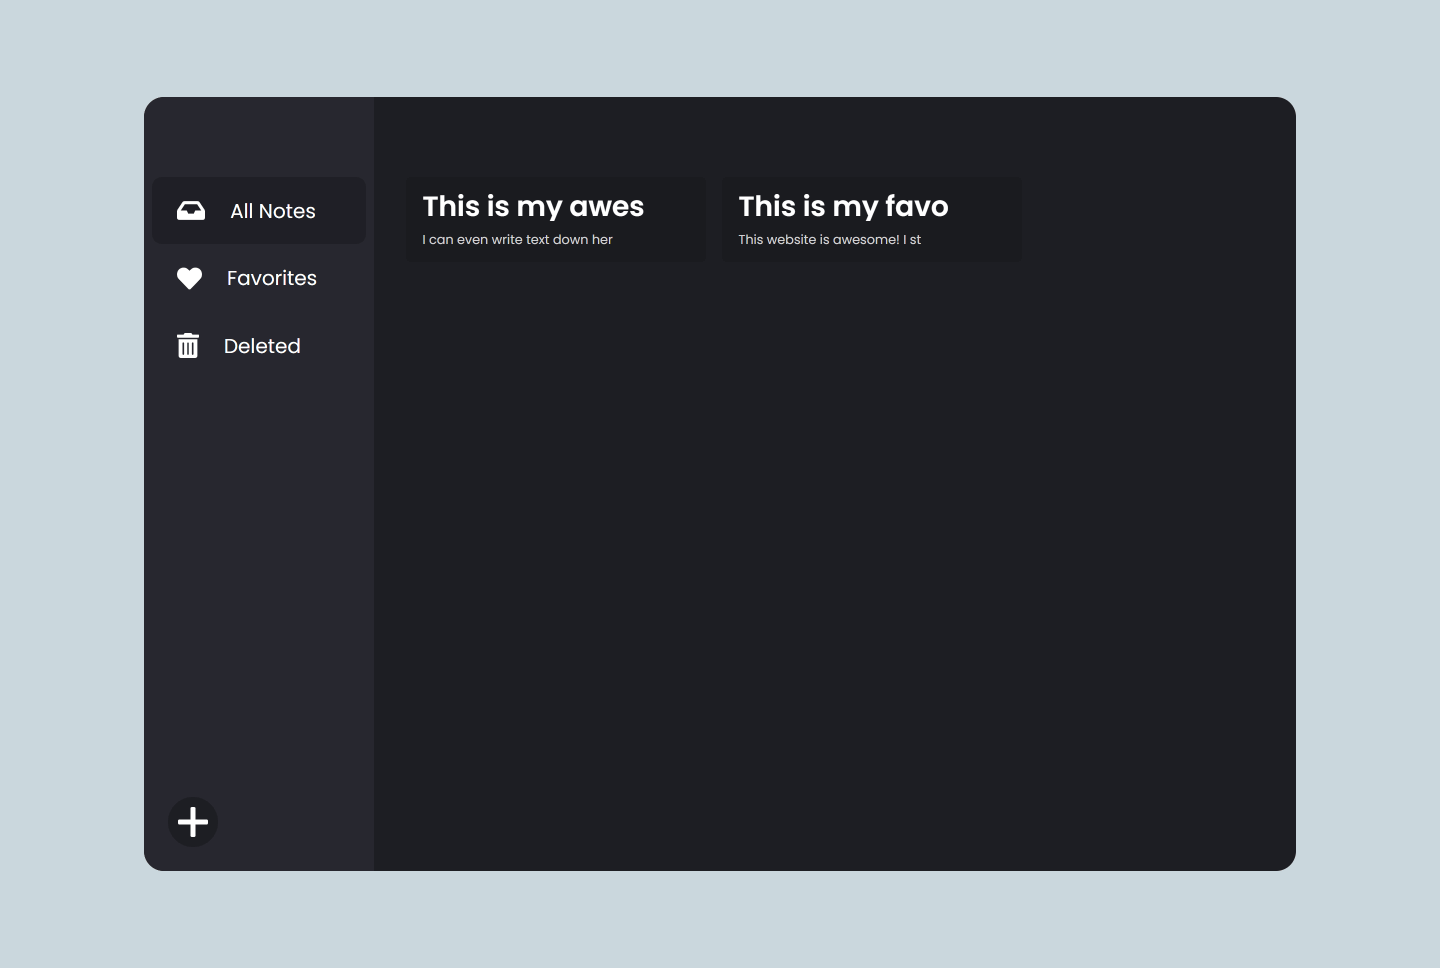 All Notes
Favorites
Deleted
This is my awes
I can even write text down her
This is my favo
This website is awesome! I st